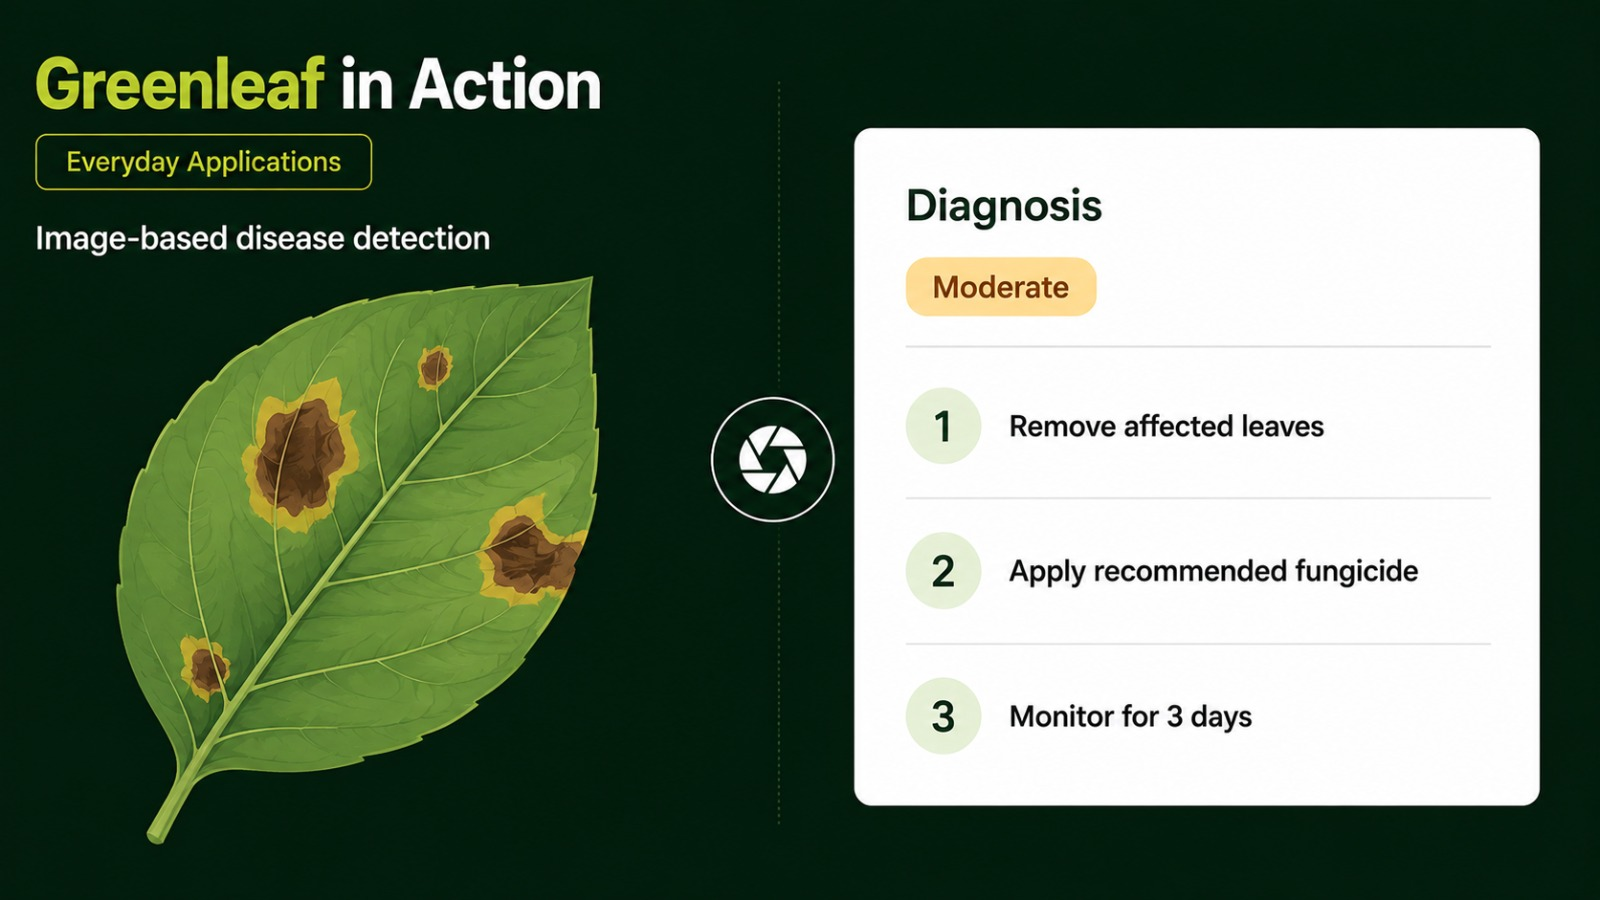 Greenleaf in Action
Everyday Applications
Image-based disease detection
Diagnosis
Moderate
1 Remove affected leaves
2 Apply recommended fungicide
3 Monitor for 3 days